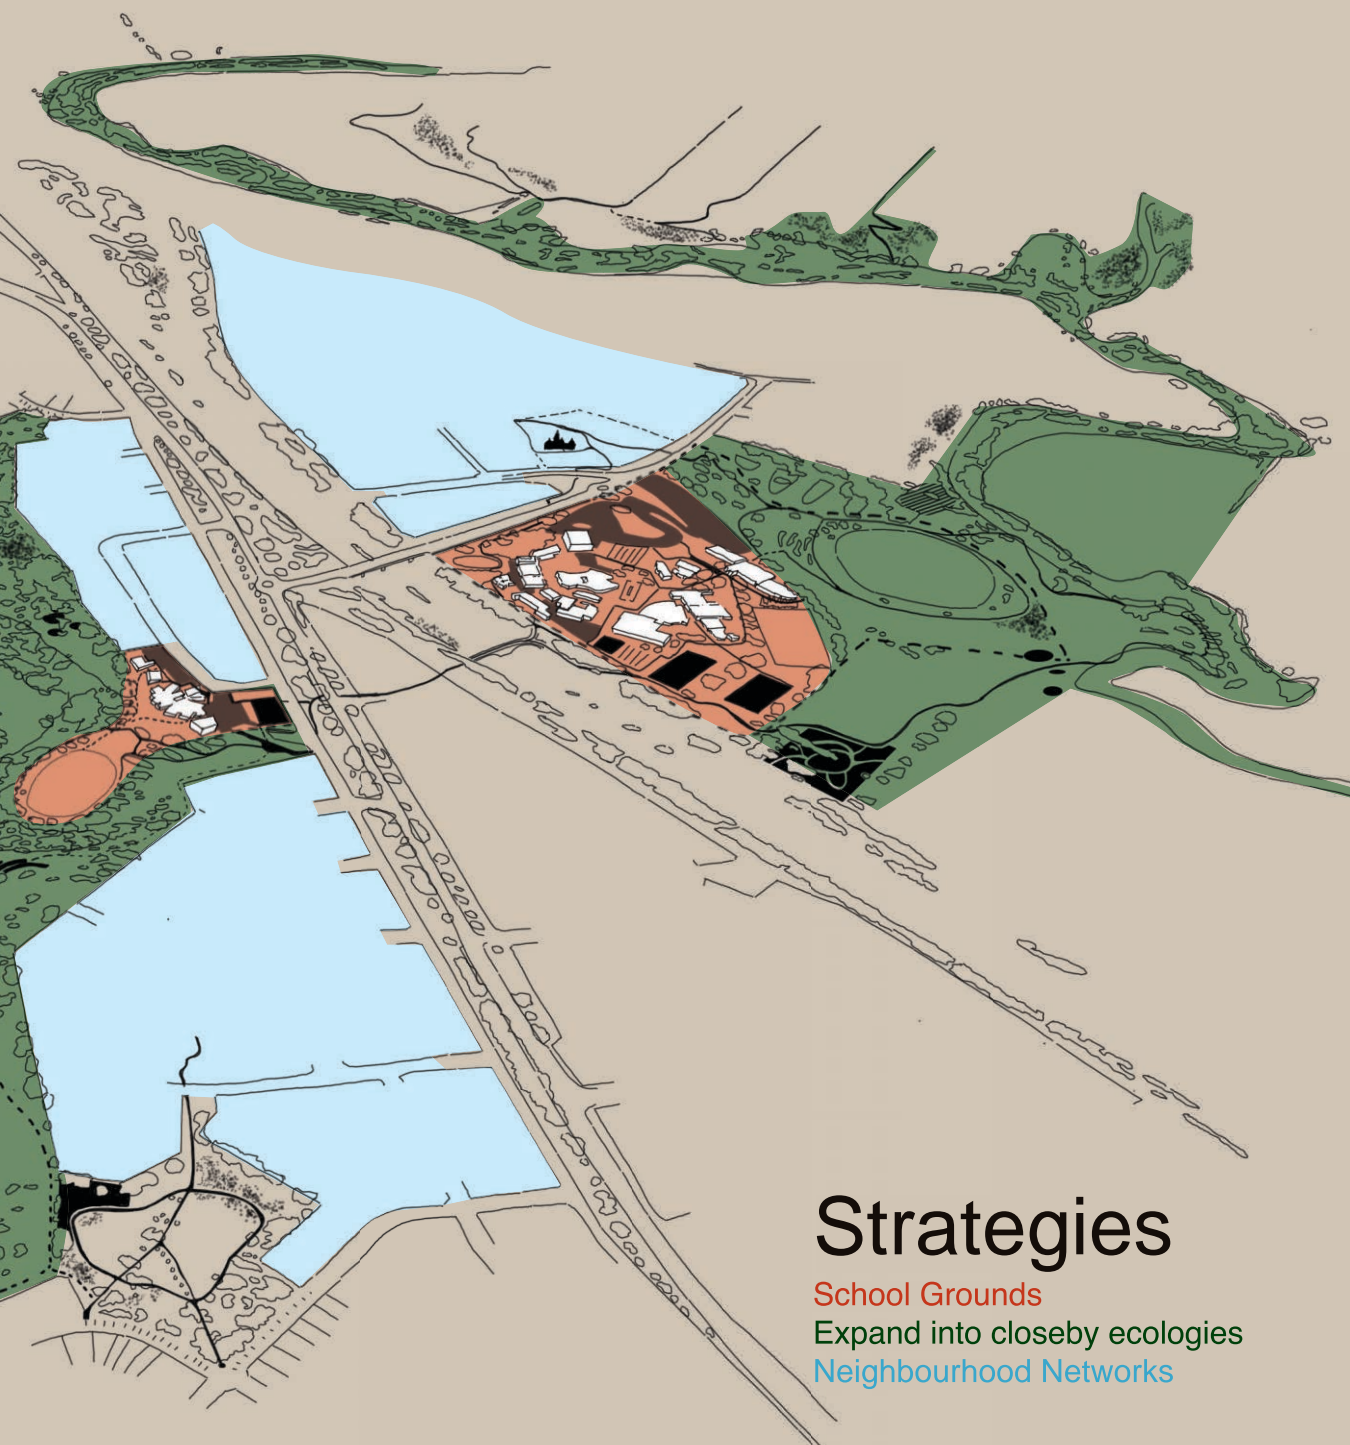 Strategies
School Grounds
Expand into closeby ecologies
Neighbourhood Networks